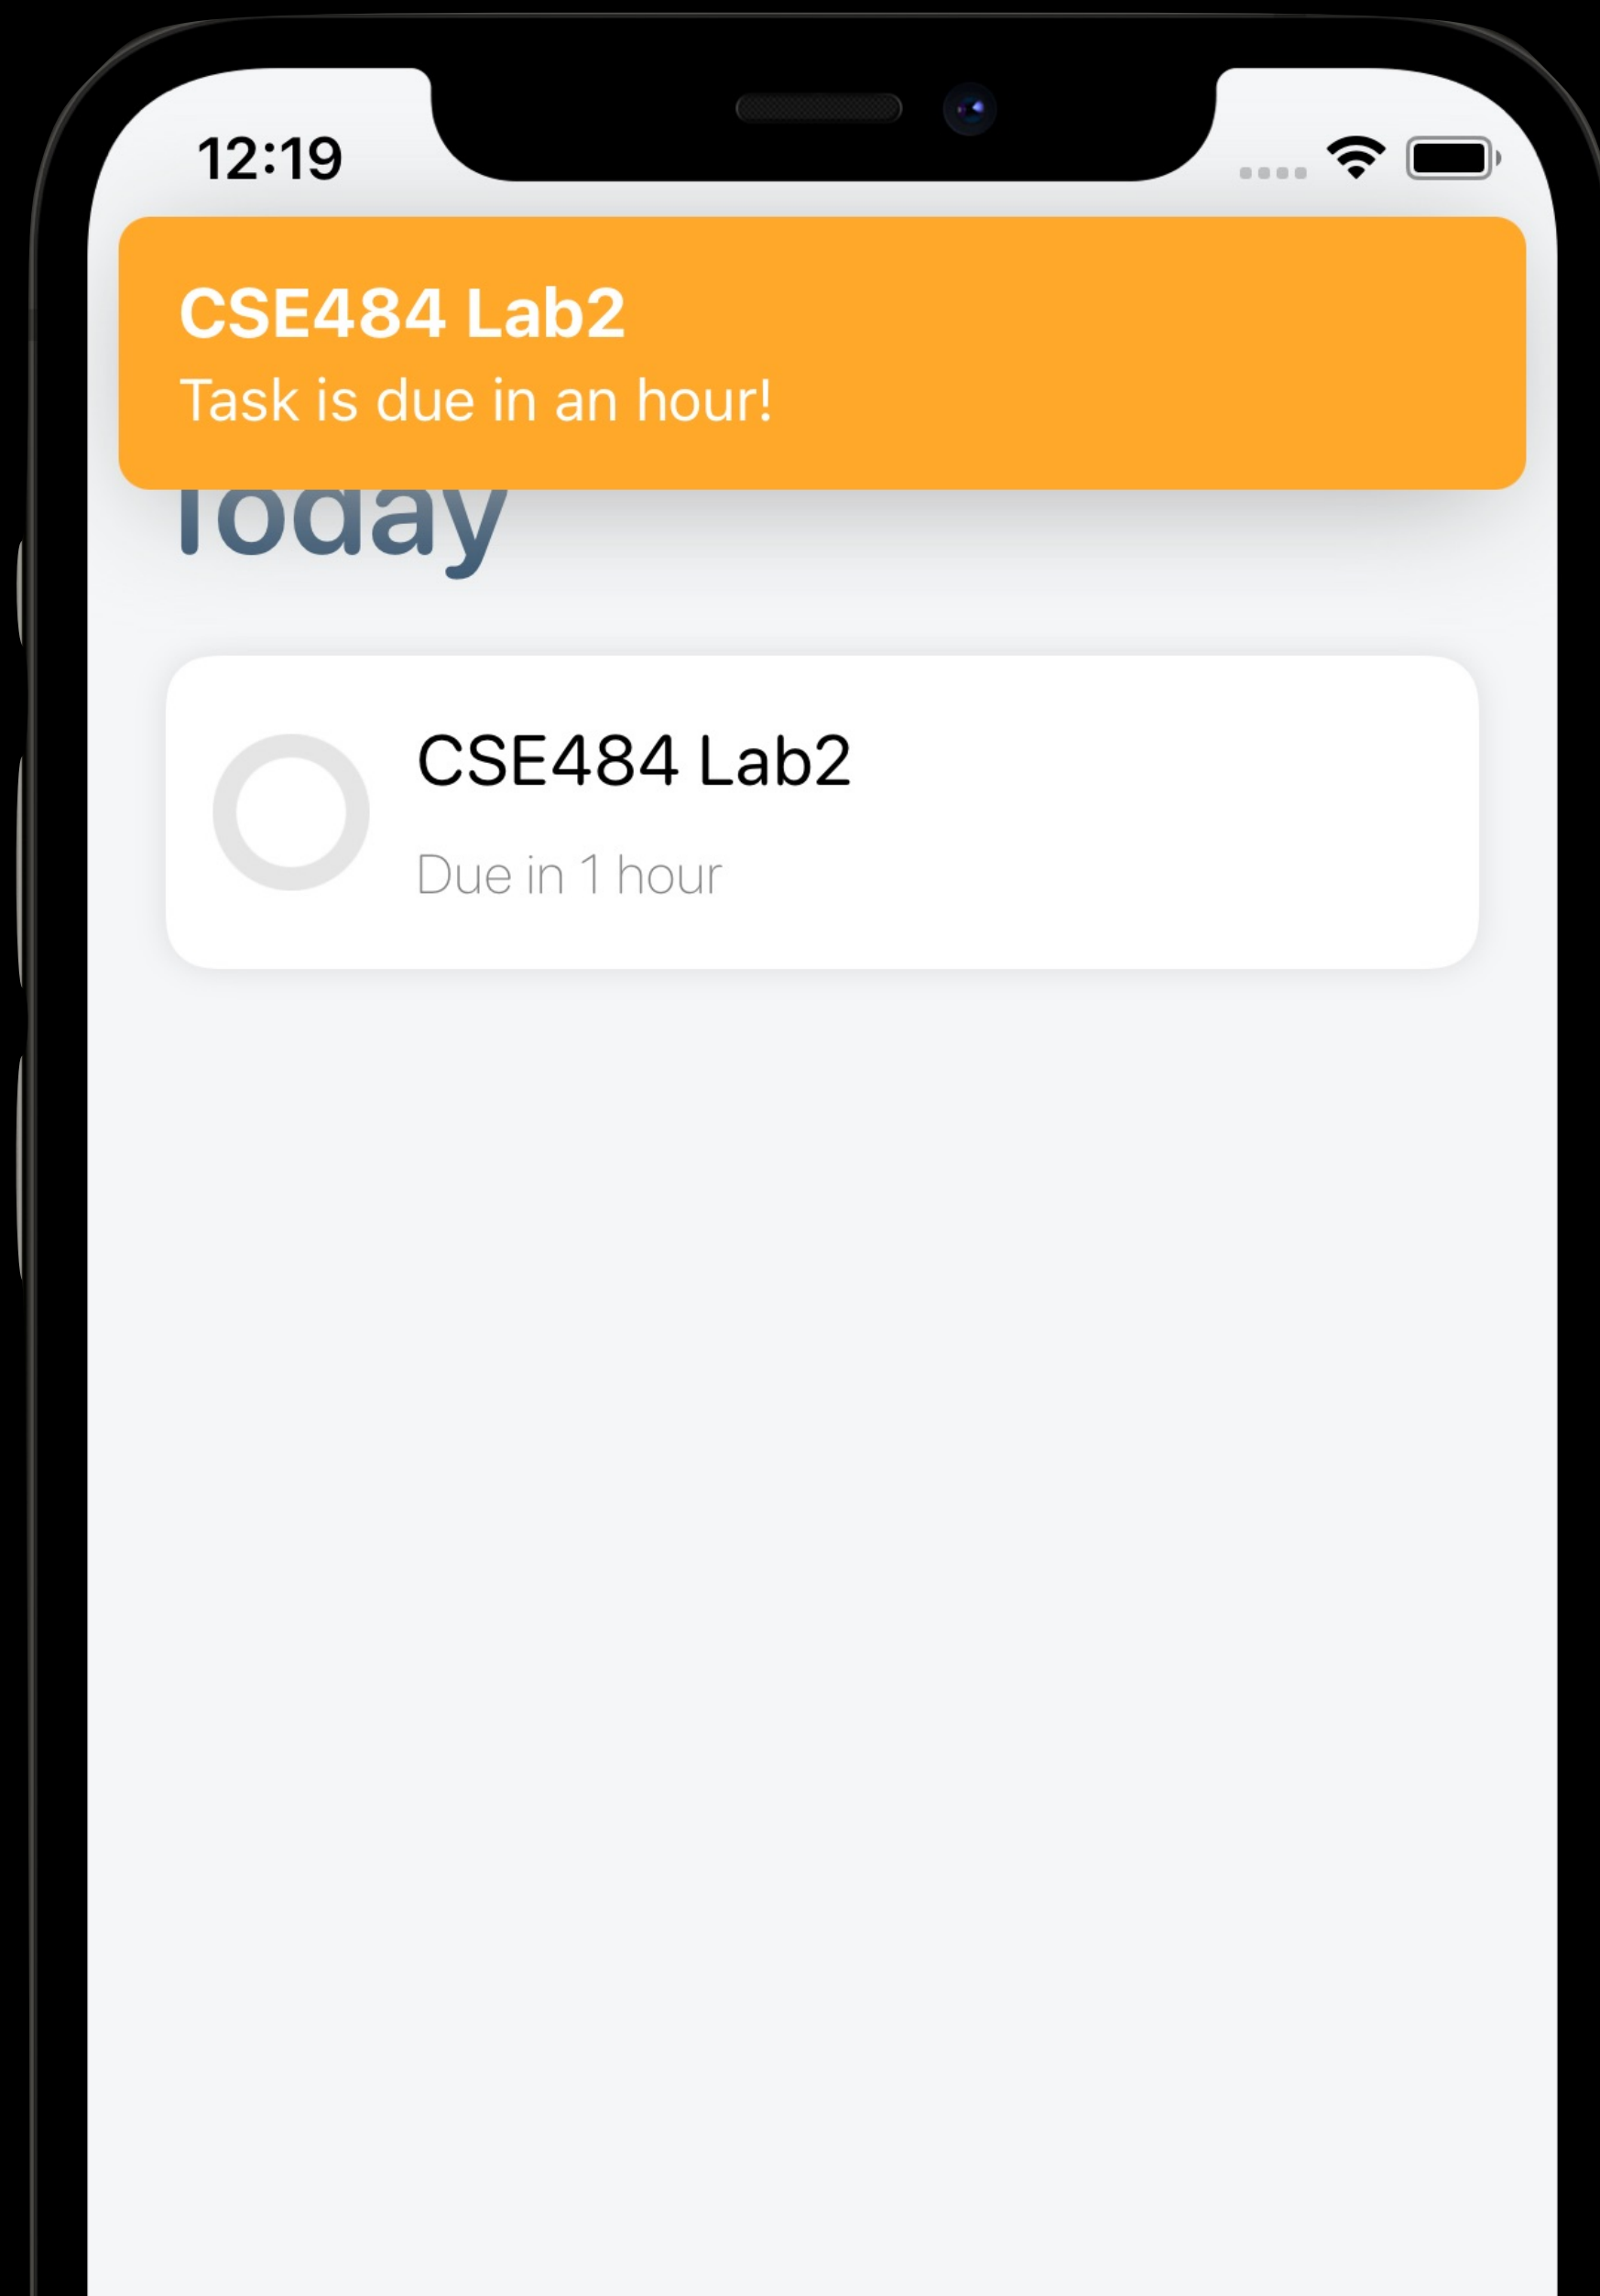 12:19
CSE484 Lab2
Task is due in an hour!
Today
CSE484 Lab2
Due in 1 hour